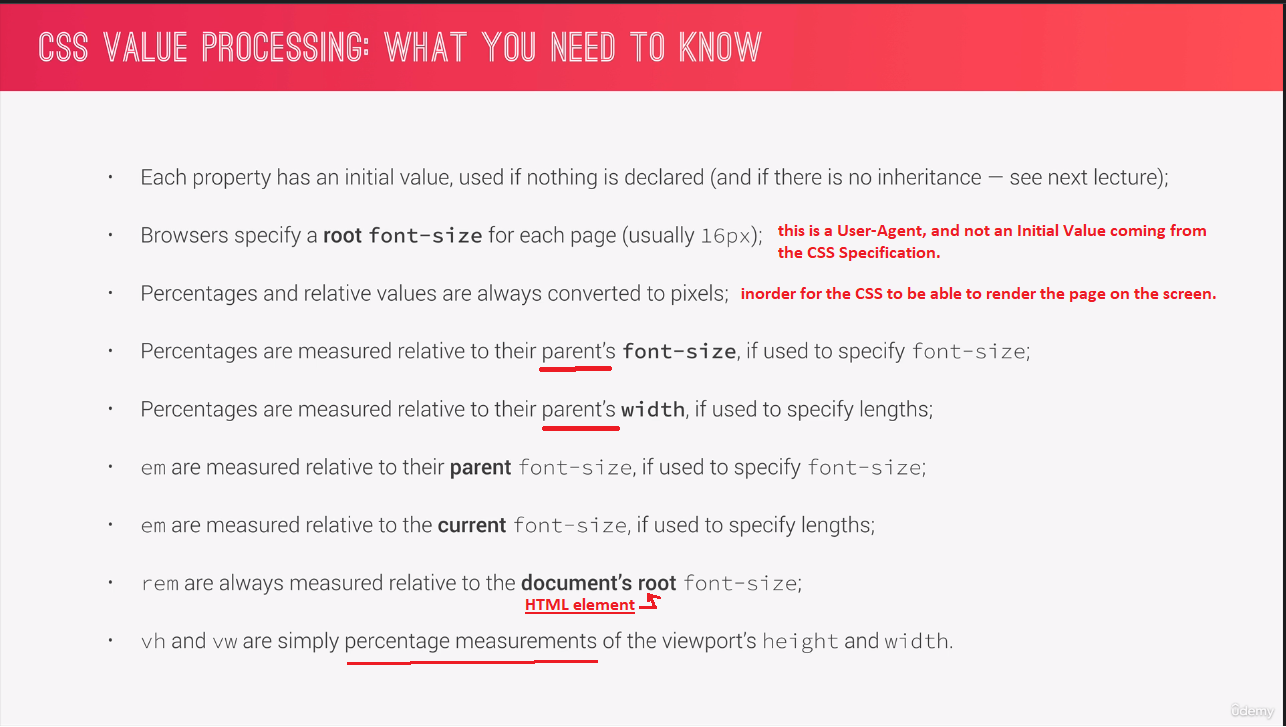 CSS VALUE PROCESSING: WHAT YOU NEED TO KNOW
• Each property has an initial value, used if nothing is declared (and if there is no inheritance — see next lecture);
• Browsers specify a root font-size for each page (usually 16px); this is a User-Agent, and not an Initial Value coming from
the CSS Specification.
• Percentages and relative values are always converted to pixels; inorder for the CSS to be able to render the page on the screen.
• Percentages are measured relative to their parent's font-size, if used to specify font-size;
• Percentages are measured relative to their parent's width, if used to specify lengths;
• em are measured relative to their parent font-size, if used to specify font-size;
• em are measured relative to the current font-size, if used to specify lengths;
• rem are always measured relative to the document's root font-size;
HTML element
• vh and vw are simply percentage measurements of the viewport's height and width.
ûdemy